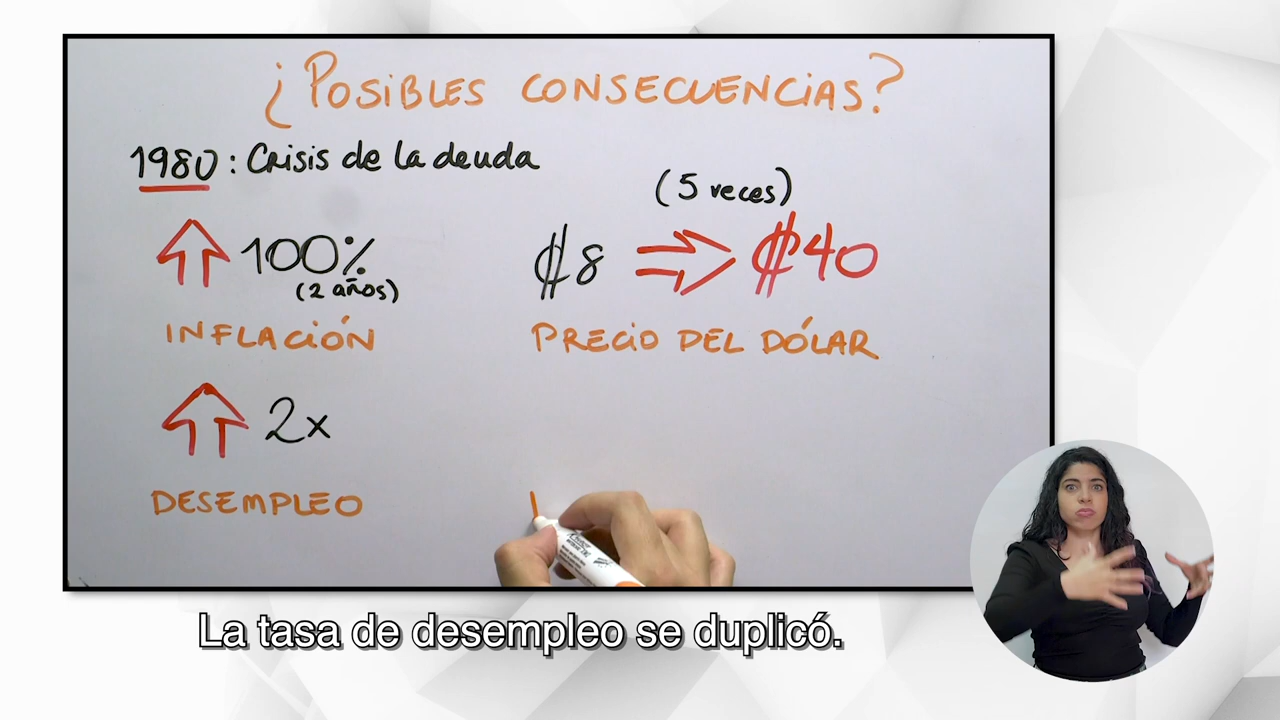 ¿POSIBLES CONSECUENCIAS?
1980: Crisis de la deuda
(5 veces)
100%
(2 años)
₡8 ⇒ ₡40
INFLACIÓN
PRECIO DEL DÓLAR
2x
DESEMPLEO
La tasa de desempleo se duplicó.